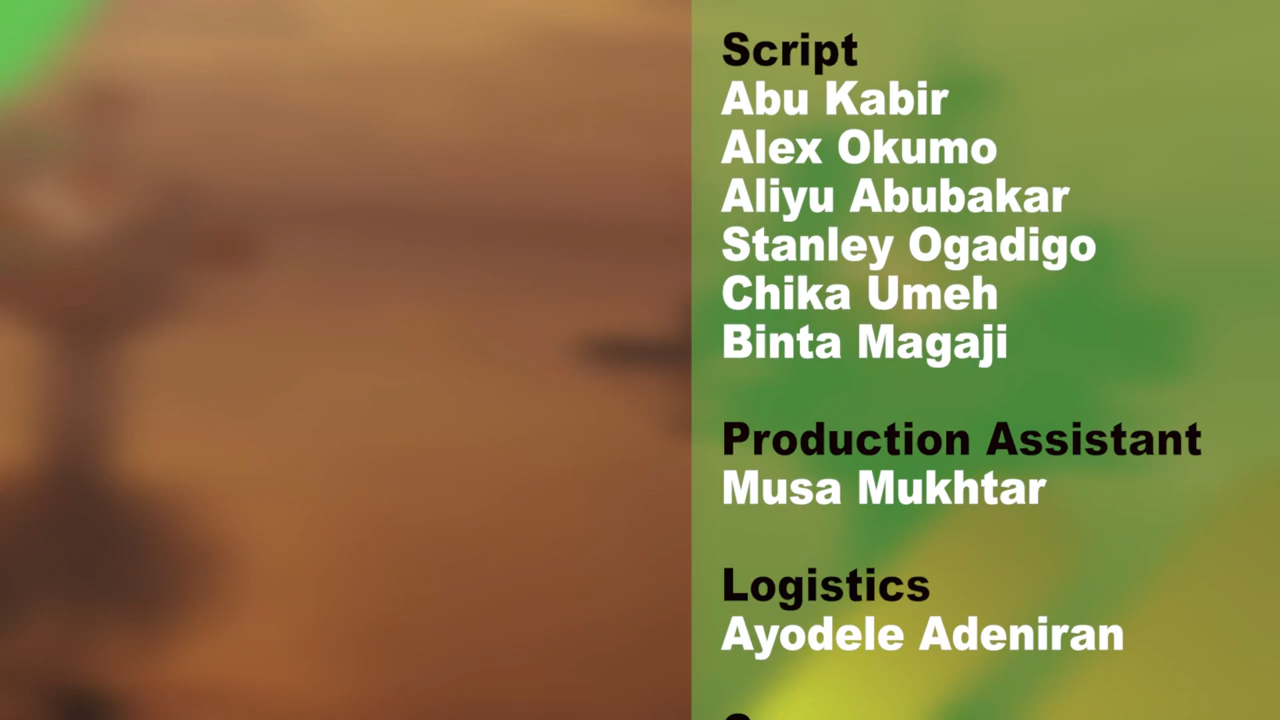 Script
Abu Kabir
Alex Okumo
Aliyu Abubakar
Stanley Ogadigo
Chika Umeh
Binta Magaji
Production Assistant
Musa Mukhtar
Logistics
Ayodele Adeniran